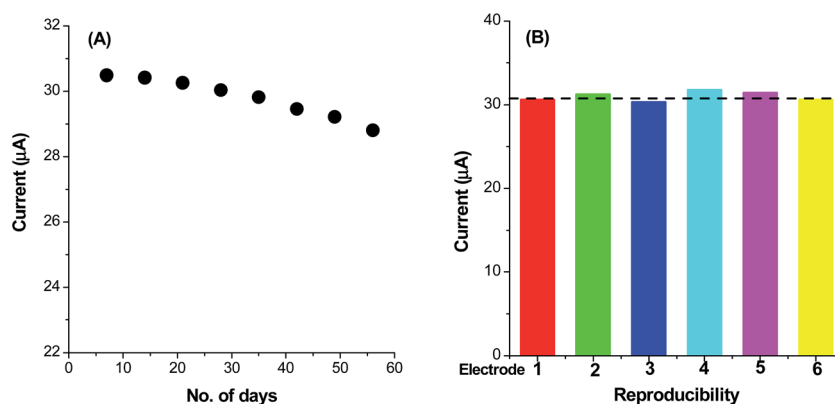 (A)
Current (µA)
32
30
28
26
24
22
0 10 20 30 40 50 60
No. of days
(B)
Current (µA)
40
30
20
10
0
Electrode 1 2 3 4 5 6
Reproducibility